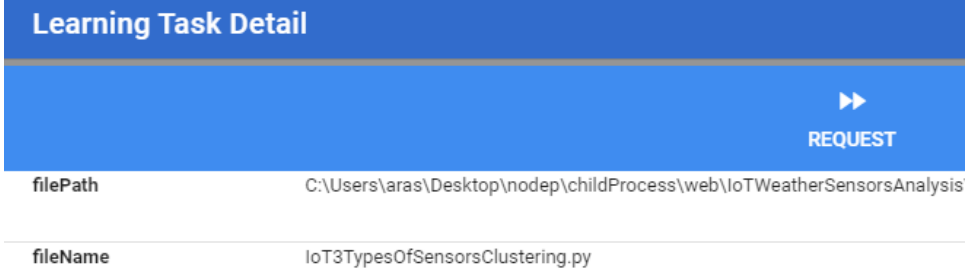 Learning Task Detail
REQUEST
filePath C:\Users\aras\Desktop\nodep\childProcess\web\IoTWeatherSensorsAnalysis
fileName IoT3TypesOfSensorsClustering.py